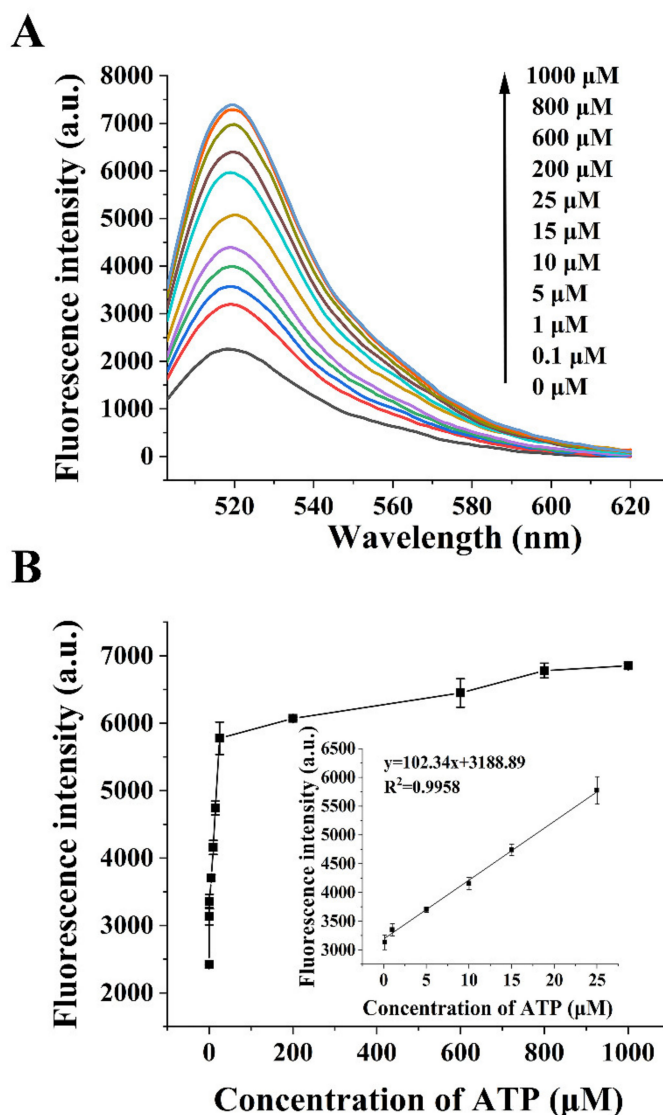 A
Fluorescence intensity (a.u.)
8000
7000
6000
5000
4000
3000
2000
1000
0
1000 μM
800 μM
600 μM
200 μM
25 μM
15 μM
10 μM
5 μM
1 μM
0.1 μM
0 μM
520 540 560 580 600 620
Wavelength (nm)
B
Fluorescence intensity (a.u.)
7000
6000
5000
4000
3000
2000
0 200 400 600 800 1000
Concentration of ATP (μM)
Fluorescence intensity (a.u.)
6500
6000
5500
5000
4500
4000
3500
3000
y=102.34x+3188.89
R²=0.9958
0 5 10 15 20 25
Concentration of ATP (μM)